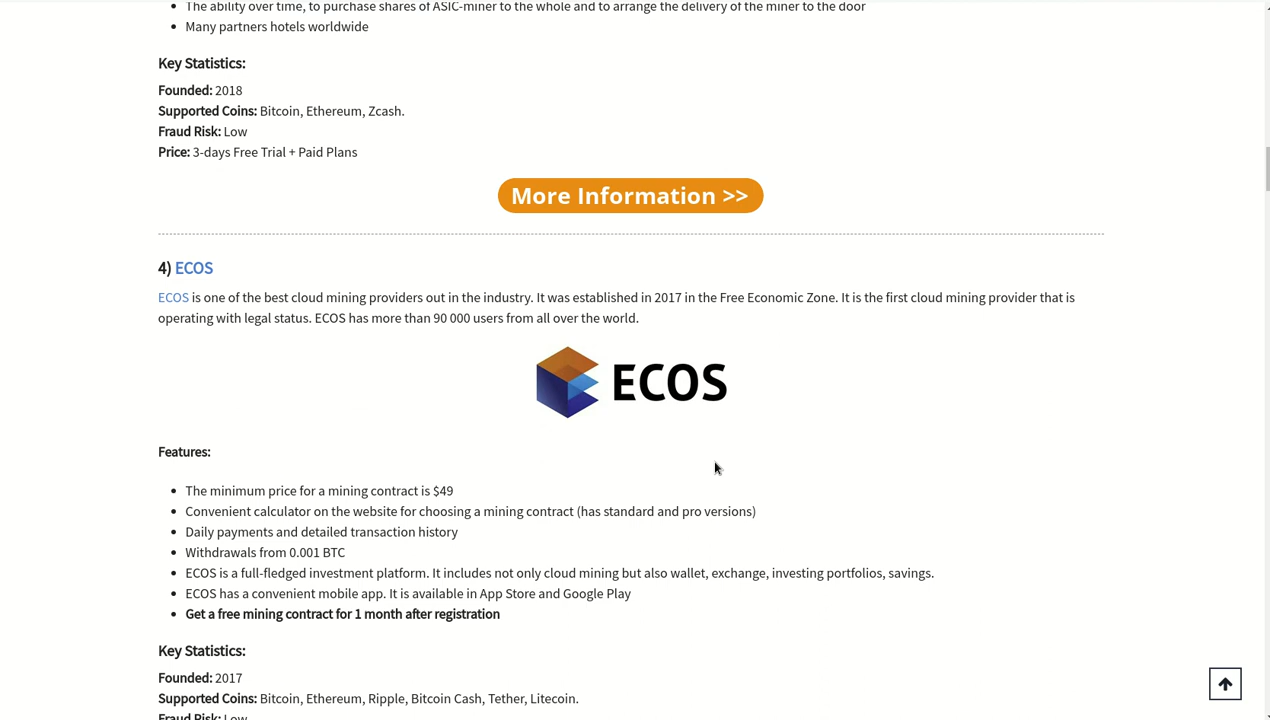 The ability over time, to purchase shares of ASIC-miner to the whole and to arrange the delivery of the miner to the door
Many partners hotels worldwide
Key Statistics:
Founded: 2018
Supported Coins: Bitcoin, Ethereum, Zcash.
Fraud Risk: Low
Price: 3-days Free Trial + Paid Plans
More Information >>
4) ECOS
ECOS is one of the best cloud mining providers out in the industry. It was established in 2017 in the Free Economic Zone. It is the first cloud mining provider that is
operating with legal status. ECOS has more than 90 000 users from all over the world.
ECOS
Features:
The minimum price for a mining contract is $49
Convenient calculator on the website for choosing a mining contract (has standard and pro versions)
Daily payments and detailed transaction history
Withdrawals from 0.001 BTC
ECOS is a full-fledged investment platform. It includes not only cloud mining but also wallet, exchange, investing portfolios, savings.
ECOS has a convenient mobile app. It is available in App Store and Google Play
Get a free mining contract for 1 month after registration
Key Statistics:
Founded: 2017
Supported Coins: Bitcoin, Ethereum, Ripple, Bitcoin Cash, Tether, Litecoin.
Fraud Risk: Low